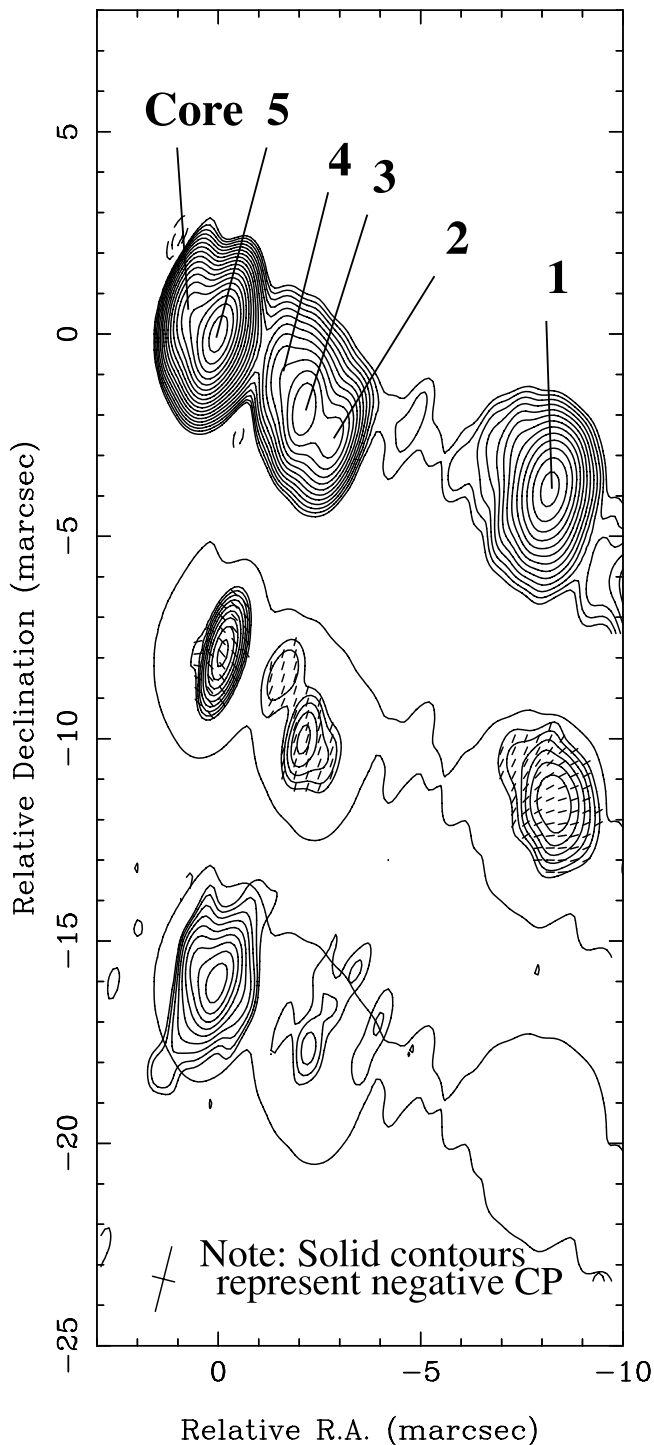 Core 5
4
3
2
1
5
0
−5
−10
−15
−20
−25
Relative Declination (marcsec)
Note: Solid contours
represent negative CP
0
−5
−10
Relative R.A. (marcsec)